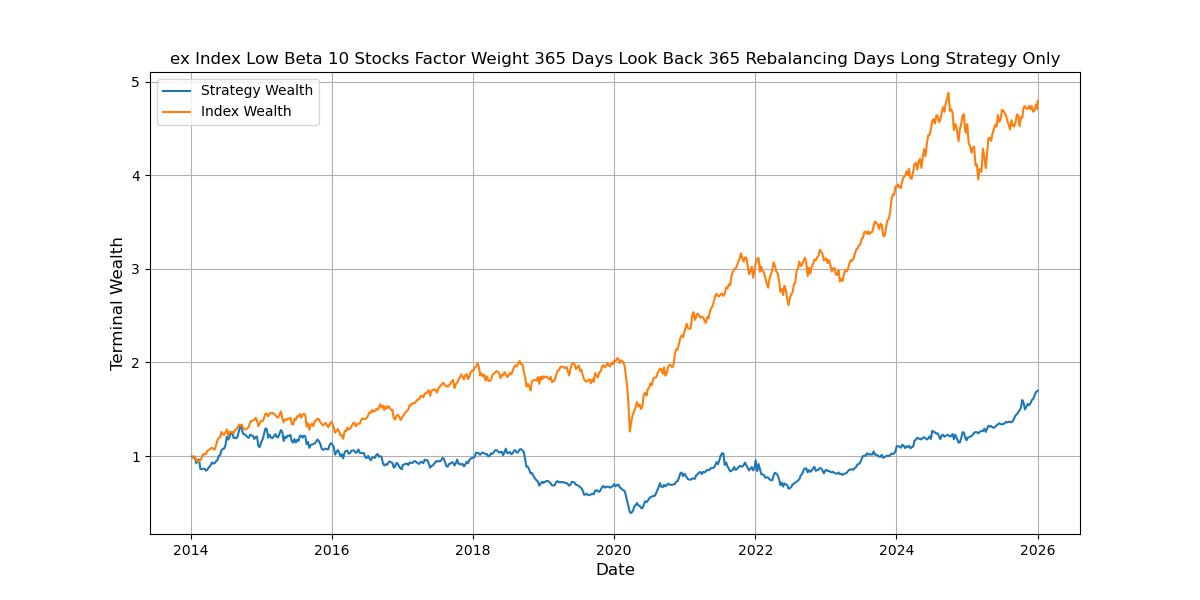 ex Index Low Beta 10 Stocks Factor Weight 365 Days Look Back 365 Rebalancing Days Long Strategy Only
Strategy Wealth
Index Wealth
Terminal Wealth
5
4
3
2
1
2014
2016
2018
2020
2022
2024
2026
Date